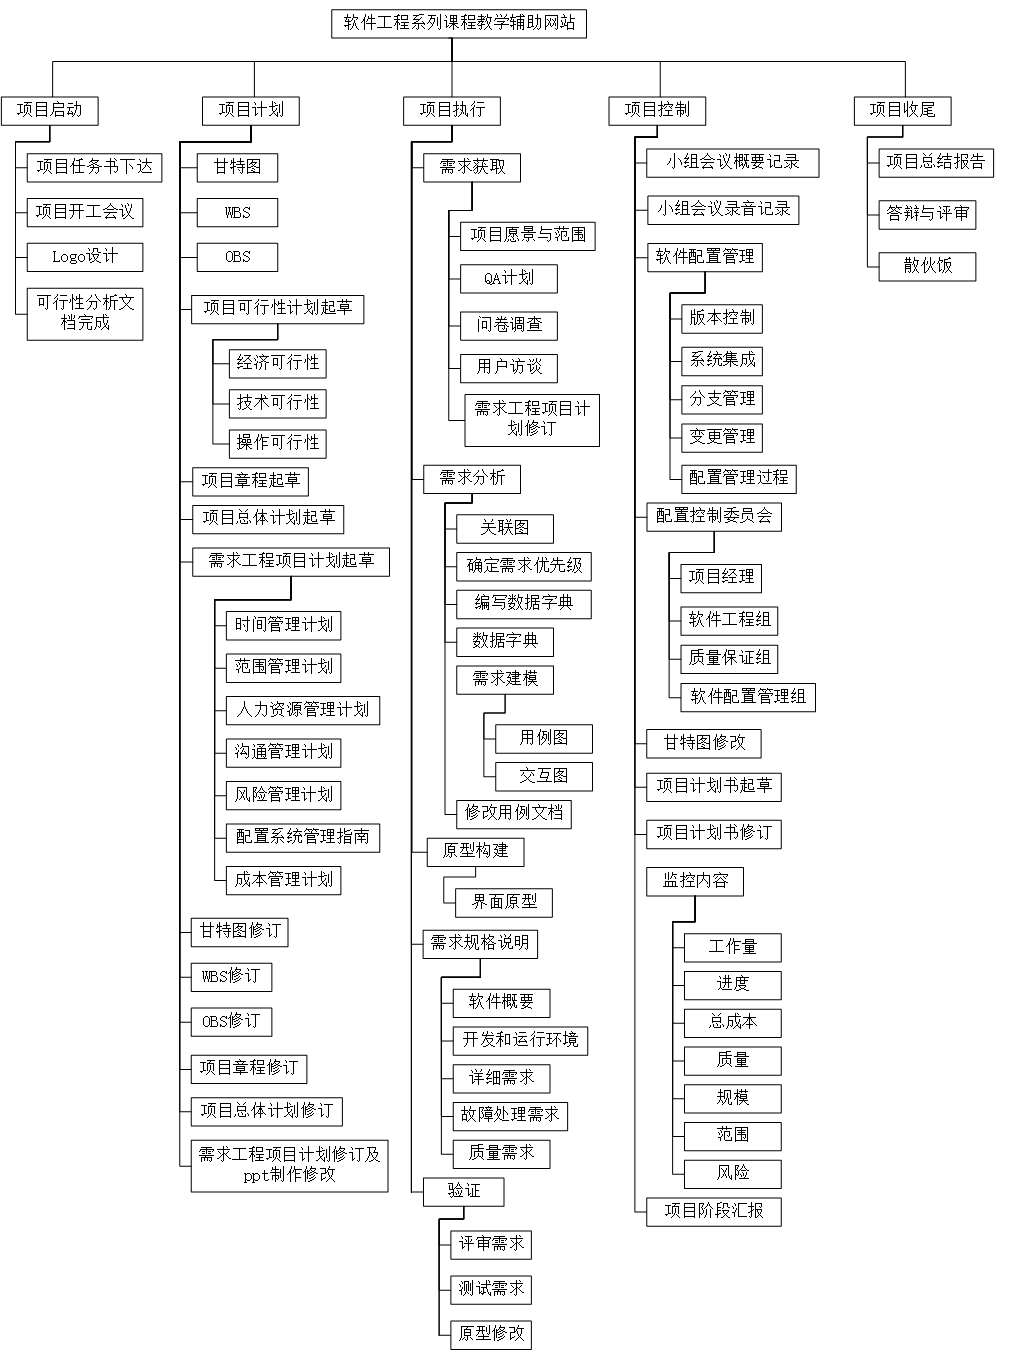 软件工程系列课程教学辅助网站
项目启动
项目任务书下达
项目开工会议
Logo设计
可行性分析文
档完成
项目计划
甘特图
WBS
OBS
项目可行性计划起草
经济可行性
技术可行性
操作可行性
项目章程起草
项目总体计划起草
需求工程项目计划起草
时间管理计划
范围管理计划
人力资源管理计划
沟通管理计划
风险管理计划
配置系统管理指南
成本管理计划
甘特图修订
WBS修订
OBS修订
项目章程修订
项目总体计划修订
需求工程项目计划修订及
ppt制作修改
项目执行
需求获取
项目愿景与范围
QA计划
问卷调查
用户访谈
需求工程项目计
划修订
需求分析
关联图
确定需求优先级
编写数据字典
数据字典
需求建模
用例图
交互图
修改用例文档
原型构建
界面原型
需求规格说明
软件概要
开发和运行环境
详细需求
故障处理需求
质量需求
验证
评审需求
测试需求
原型修改
项目控制
小组会议概要记录
小组会议录音记录
软件配置管理
版本控制
系统集成
分支管理
变更管理
配置管理过程
配置控制委员会
项目经理
软件工程组
质量保证组
软件配置管理组
甘特图修改
项目计划书起草
项目计划书修订
监控内容
工作量
进度
总成本
质量
规模
范围
风险
项目阶段汇报
项目收尾
项目总结报告
答辩与评审
散伙饭